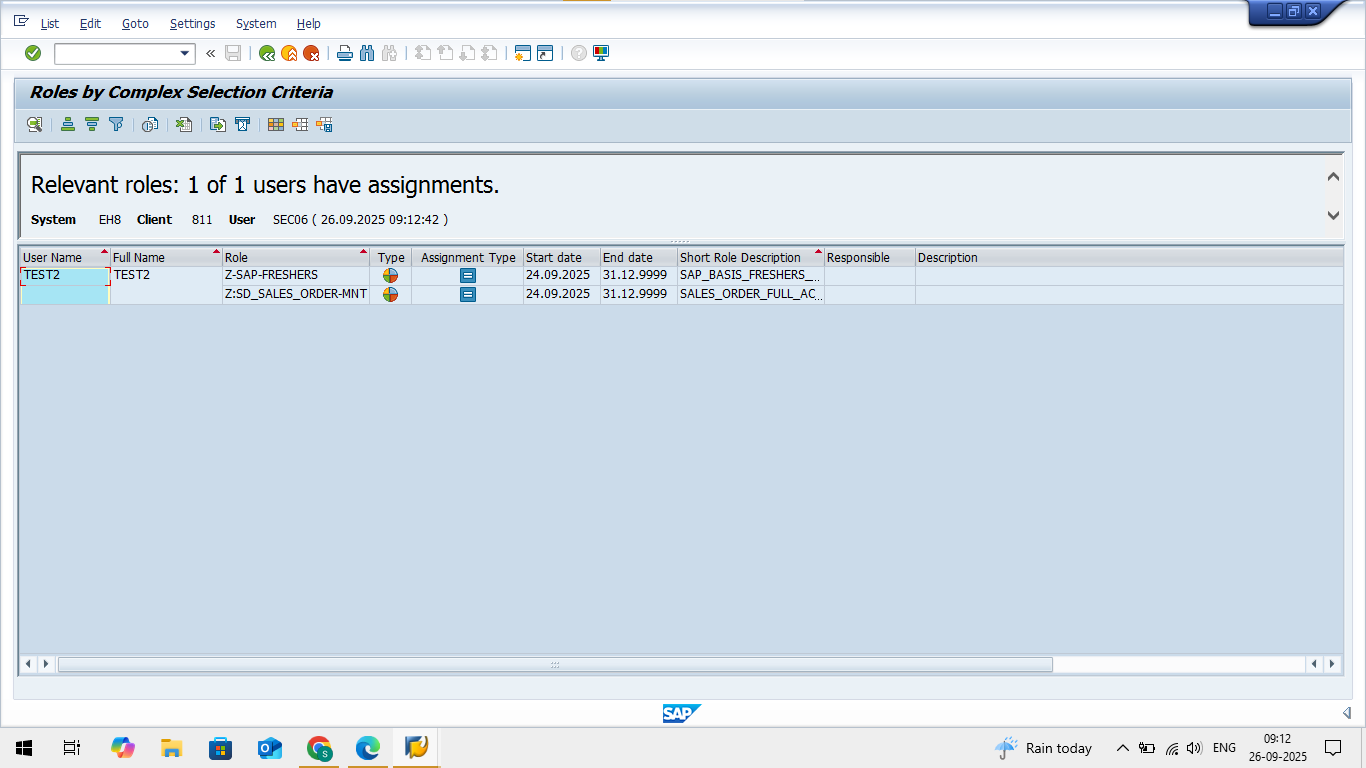 List Edit Goto Settings System Help
Roles by Complex Selection Criteria
Relevant roles: 1 of 1 users have assignments.
System EH8 Client 811 User SEC06 ( 26.09.2025 09:12:42 )
User Name Full Name Role Type Assignment Type Start date End date Short Role Description Responsible Description
TEST2 TEST2 Z-SAP-FRESHERS 24.09.2025 31.12.9999 SAP_BASIS_FRESHERS_...
Z:SD_SALES_ORDER-MNT 24.09.2025 31.12.9999 SALES_ORDER_FULL_AC...
SAP
Rain today ENG 09:12
26-09-2025